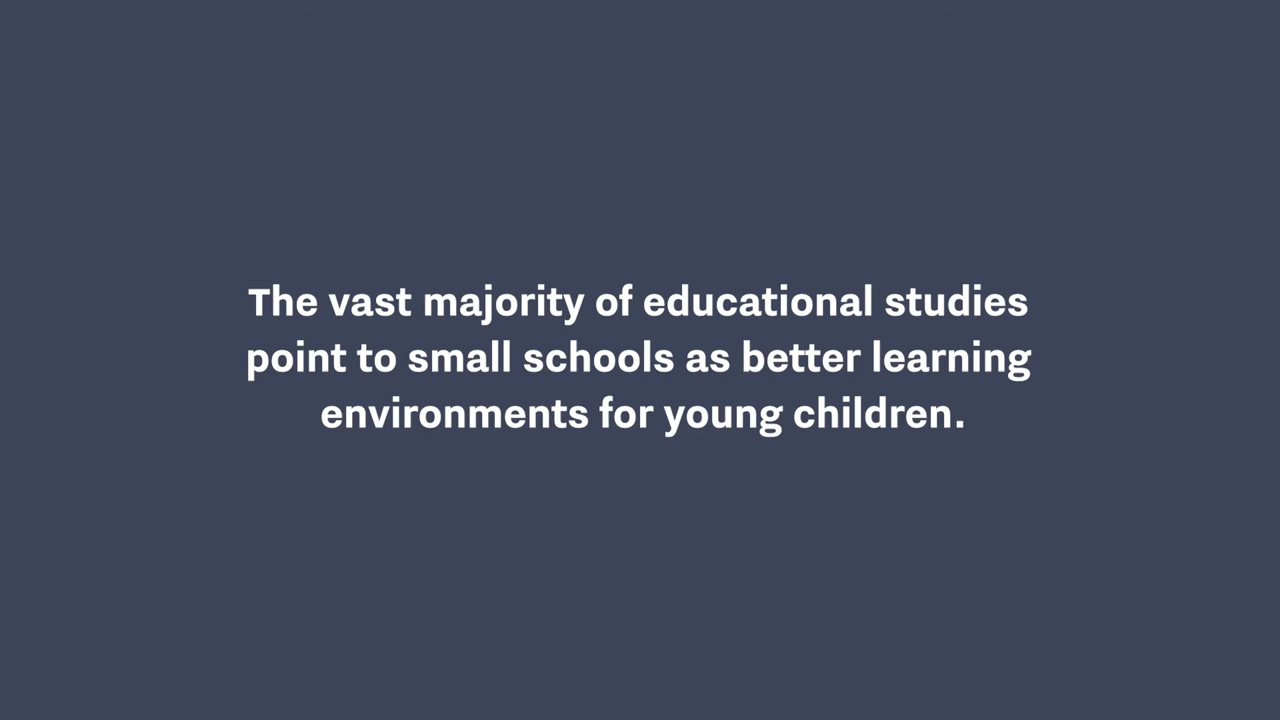 The vast majority of educational studies
point to small schools as better learning
environments for young children.